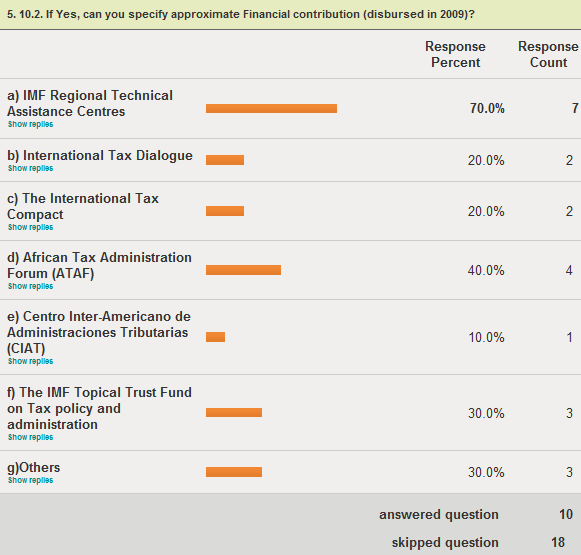 5. 10.2. If Yes, can you specify approximate Financial contribution (disbursed in 2009)?
Response Percent Response Count
a) IMF Regional Technical
Assistance Centres 70.0% 7
Show replies
b) International Tax Dialogue 20.0% 2
Show replies
c) The International Tax
Compact 20.0% 2
Show replies
d) African Tax Administration
Forum (ATAF) 40.0% 4
Show replies
e) Centro Inter-Americano de
Administraciones Tributarias 10.0% 1
(CIAT)
Show replies
f) The IMF Topical Trust Fund
on Tax policy and 30.0% 3
administration
Show replies
g)Others 30.0% 3
Show replies
answered question 10
skipped question 18